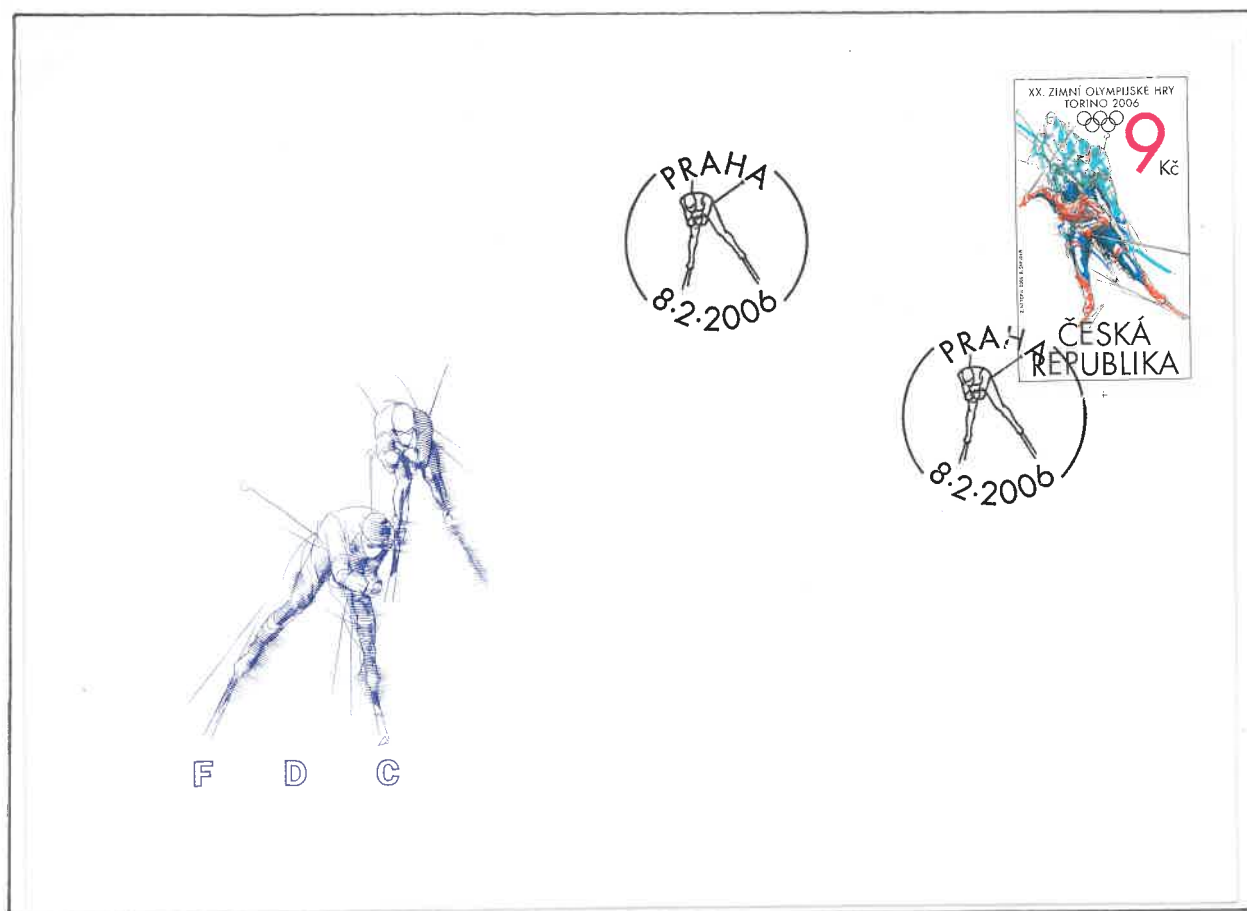 XX. ZIMNÍ OLYMPIJSKÉ HRY
TORINO 2006
9
Kč
ČESKÁ
REPUBLIKA
PRAHA
8.2.2006
PRAHA
8.2.2006
F D C